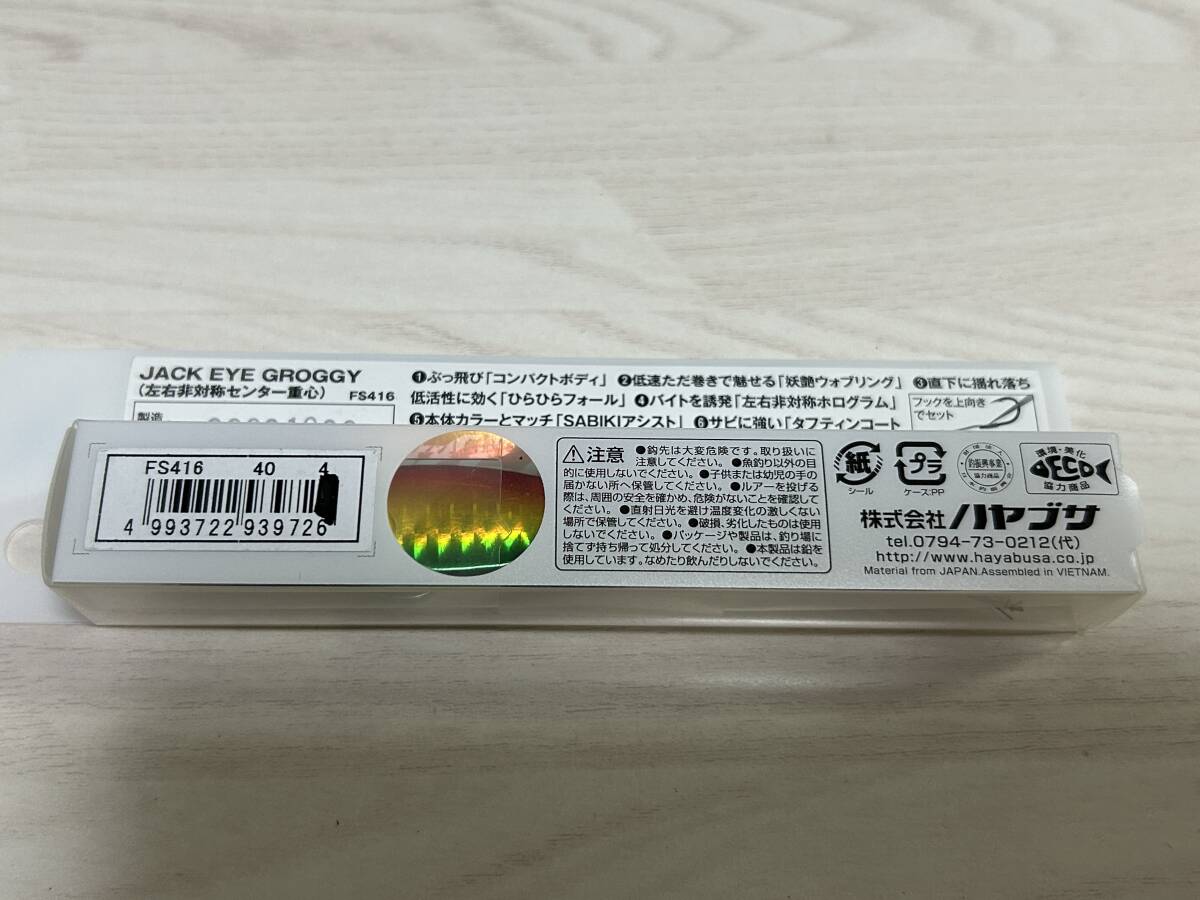 JACK EYE GROGGY
(左右非対称センター重心) FS416
製造
❶ぶっ飛び「コンパクトボディ」 ❷低速ただ巻きで魅せる「妖艶ウォブリング」 ❸直下に揺れ落ち
低活性に効く「ひらひらフォール」 ❹バイトを誘発「左右非対称ホログラム」
❺本体カラーとマッチ「SABIKIアシスト」 ❻サビに強い「タフティンコート
フックを上向き
でセット
FS416 40 4
4 993722 939726
注意 ●鈎先は大変危険です。取り扱いに
注意してください。 ●魚釣り以外の目
的に使用しないでください。 ●子供または幼児の手の
届かない所へ保管してください。 ●ルアーを投げる
際は、周囲の安全を確かめ、危険がないことを確認して
ください。 ●直射日光を避け温度変化の激しくない
場所で保管してください。 ●破損、劣化したものは使用
しないでください。 ●パッケージや製品は、釣り場に
捨てず持ち帰って処分してください。 ●本製品は鉛を
使用しています。なめたり飲んだりしないでください。
紙
シール
プラ
ケース:PP
環境・美化
ECO
協力商品
株式会社ハヤブサ
tel.0794-73-0212(代)
http://www.hayabusa.co.jp
Material from JAPAN.Assembled in VIETNAM.